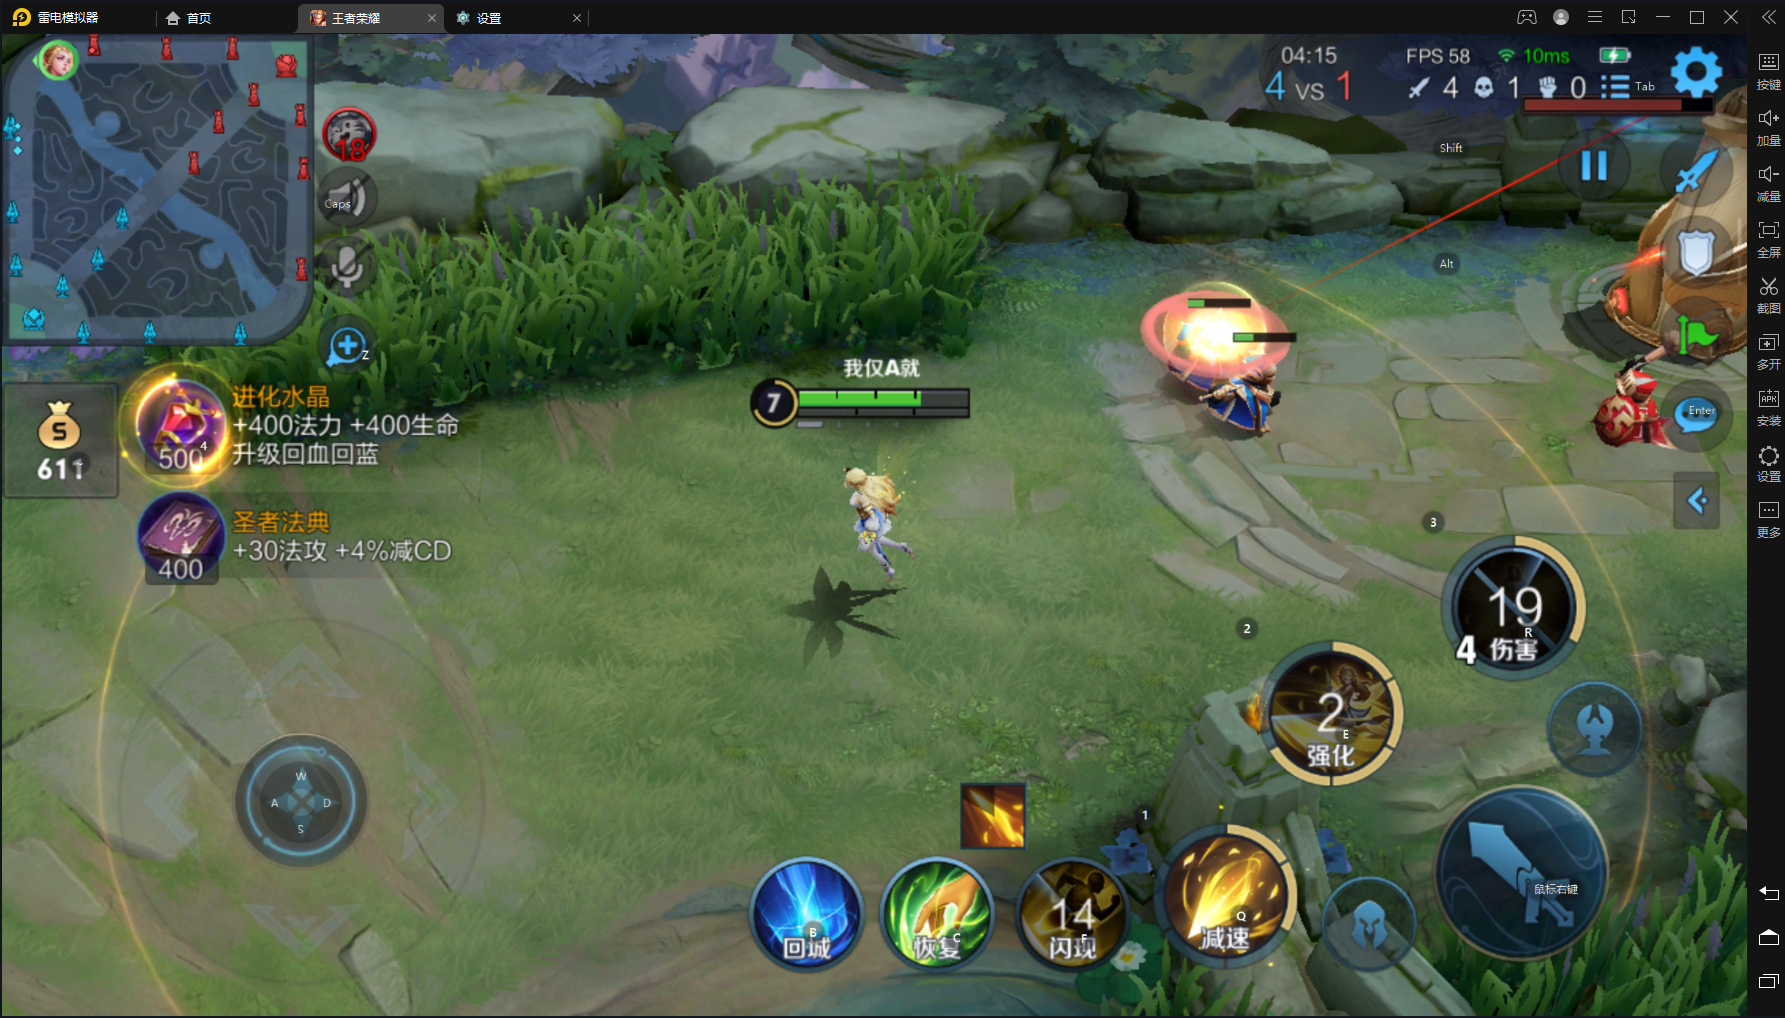 雷电模拟器
首页
王者荣耀
设置
04:15
FPS 58
10ms
4 VS 1
4
1
0
Tab
18
Caps
Shift
Alt
Z
Enter
按键
加量
减量
全屏
截图
多开
APK
安装
设置
更多
S
进化水晶
+400法力 +400生命
升级回血回蓝
4
500
圣者法典
+30法攻 +4%减CD
400
我仅A就
7
3
19
R
4 伤害
2
2
E
强化
W
A
D
S
1
B
回城
C
恢复
14
F
闪现
Q
减速
鼠标右键